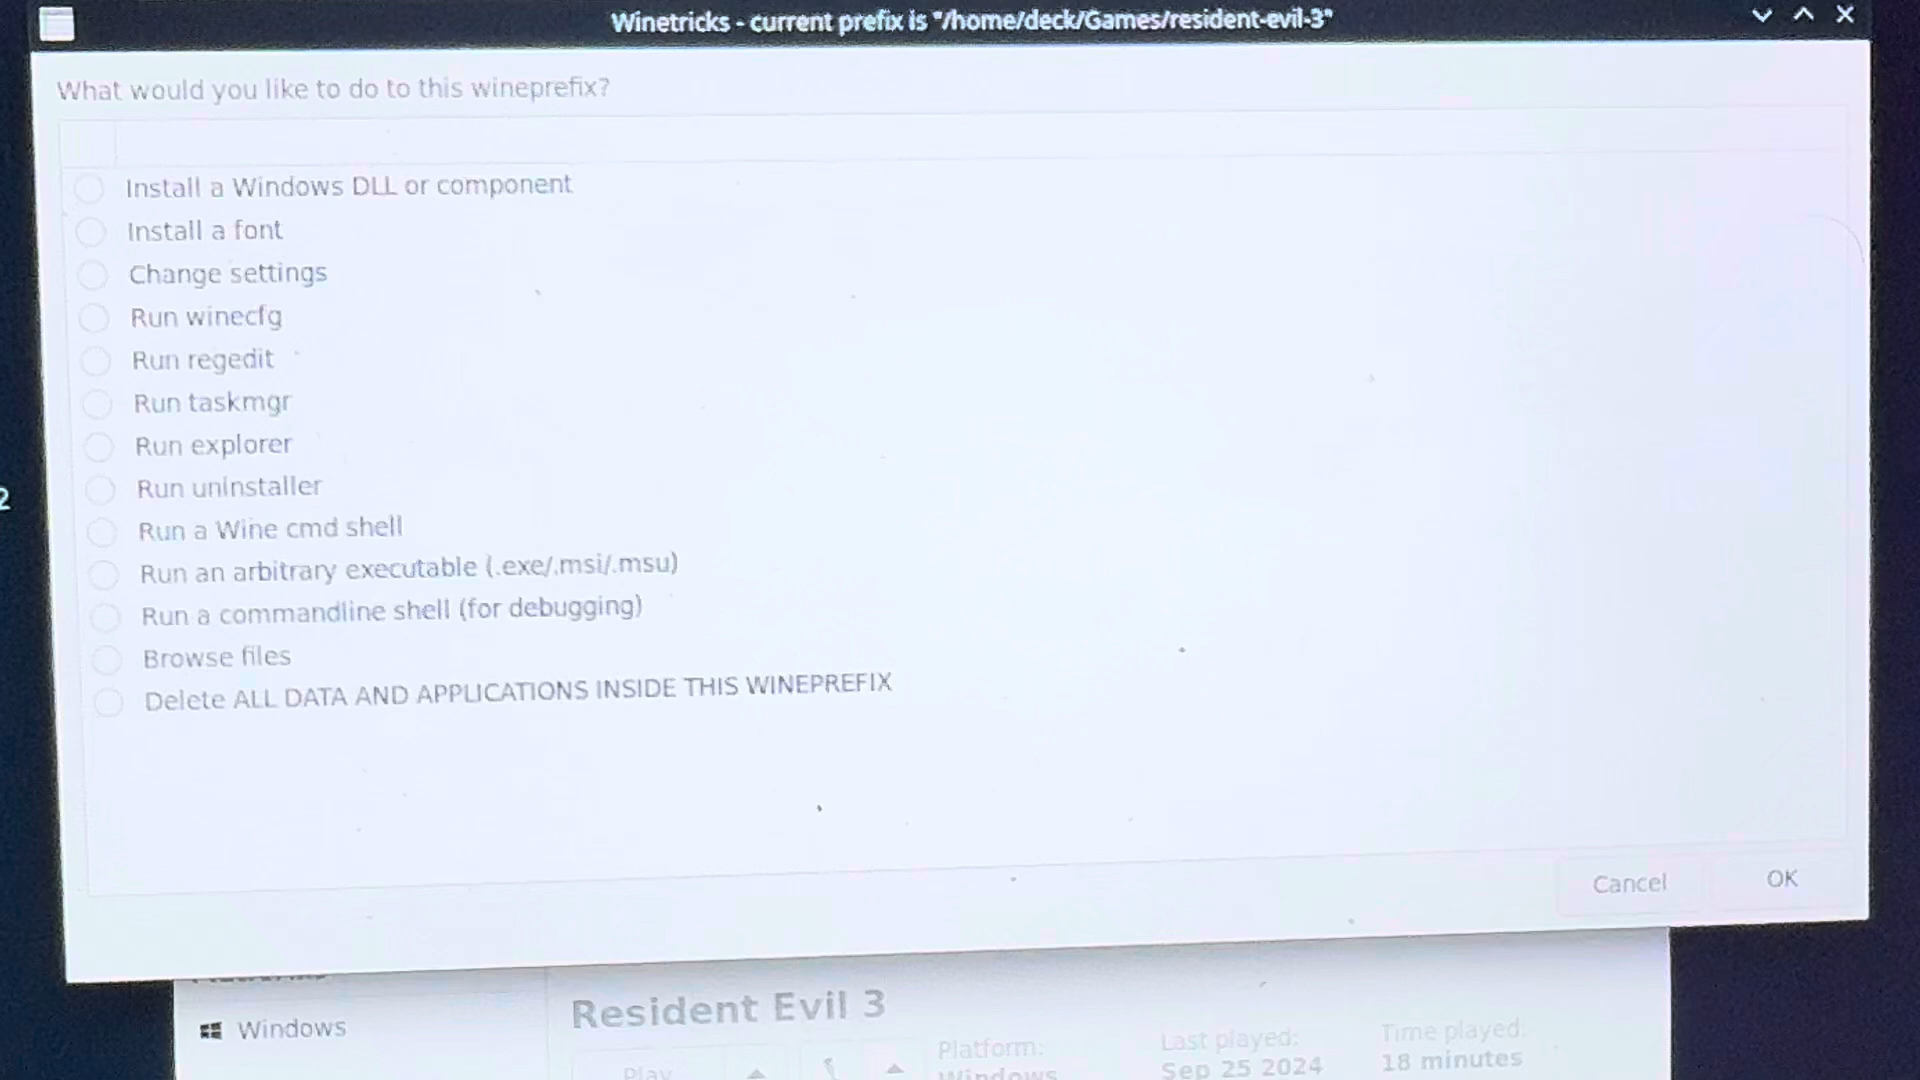 Winetricks - current prefix is "/home/deck/Games/resident-evil-3"
What would you like to do to this wineprefix?
Install a Windows DLL or component
Install a font
Change settings
Run winecfg
Run regedit
Run taskmgr
Run explorer
Run uninstaller
Run a Wine cmd shell
Run an arbitrary executable (.exe/.msi/.msu)
Run a commandline shell (for debugging)
Browse files
Delete ALL DATA AND APPLICATIONS INSIDE THIS WINEPREFIX
2
Cancel OK
Resident Evil 3
Windows
Play
Platform: Last played: Time played:
Windows Sep 25 2024 18 minutes